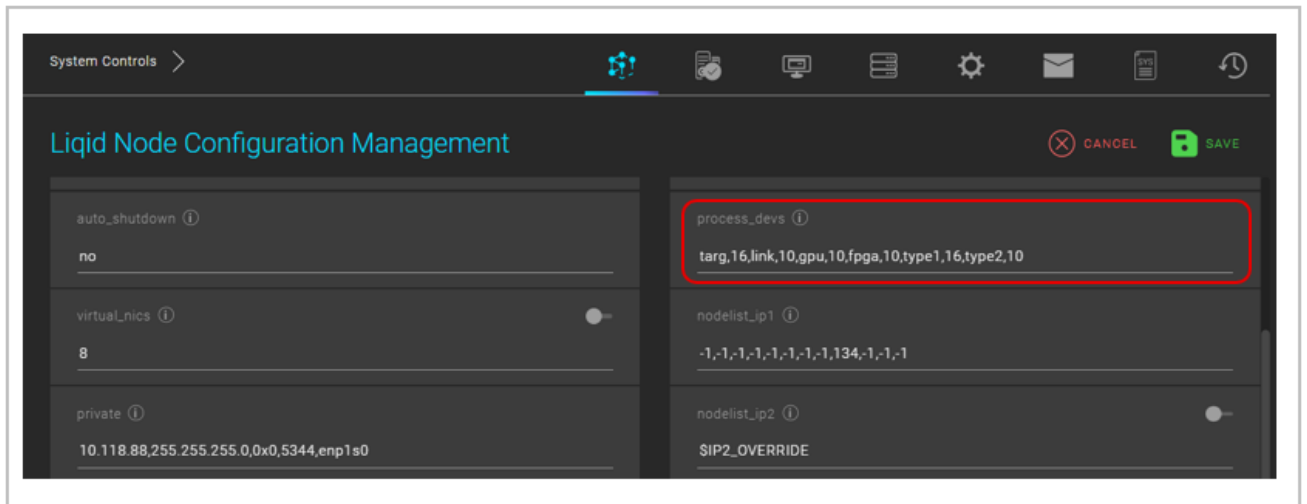 System Controls
SYS
Liqid Node Configuration Management
CANCEL
SAVE
auto_shutdown
no
process_devs
targ,16,link,10,gpu,10,fpga,10,type1,16,type2,10
virtual_nics
8
nodelist_ip1
-1,-1,-1,-1,-1,-1,-1,-1,134,-1,-1,-1
private
10.118.88,255.255.255.0,0x0,5344,enp1s0
nodelist_ip2
$IP2_OVERRIDE